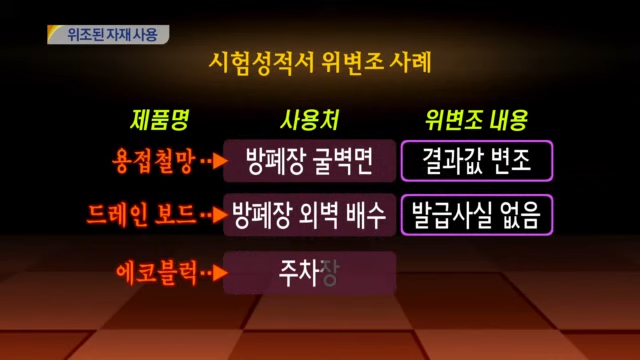 위조된 자재 사용
시험성적서 위변조 사례
제품명 사용처 위변조 내용
용접철망 방폐장 굴벽면 결과값 변조
드레인 보드 방폐장 외벽 배수 발급사실 없음
에코블럭 주차장